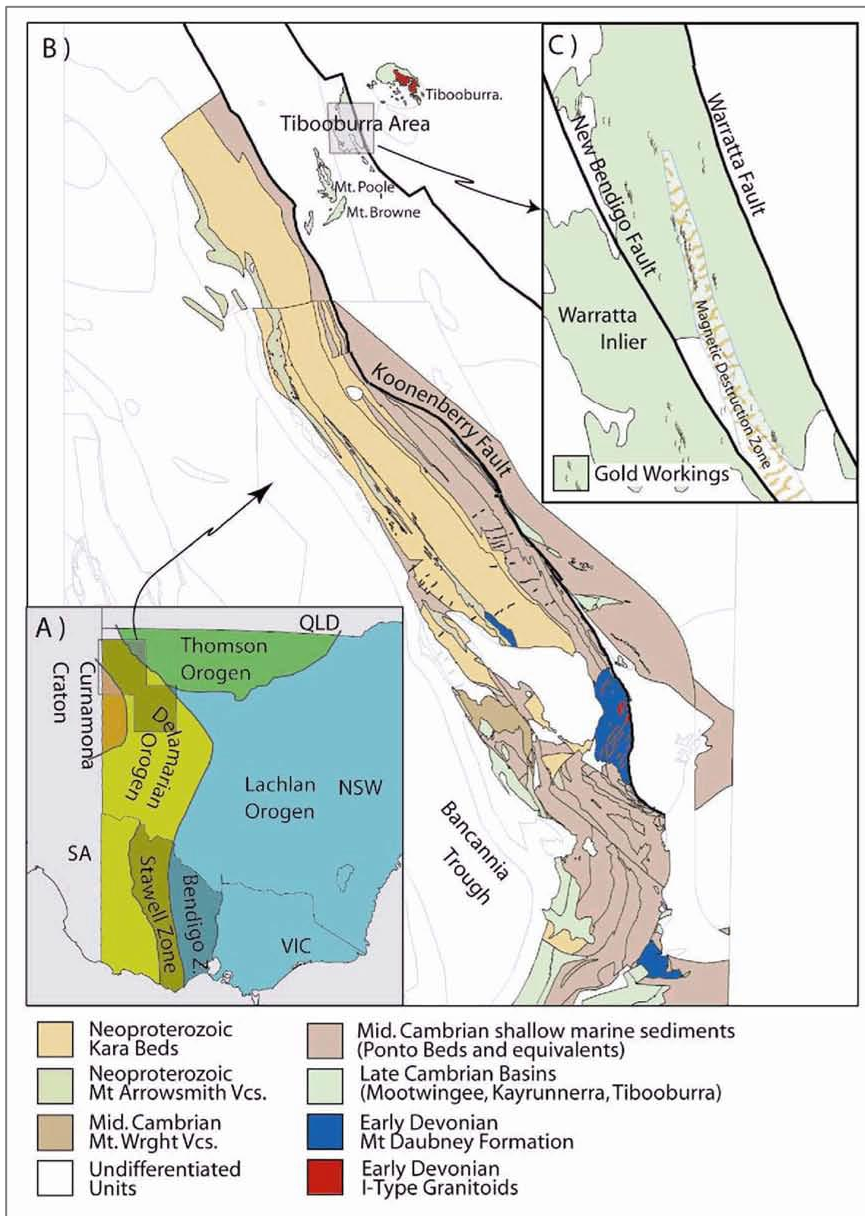 B)
Tibooburra.
Tibooburra Area
Mt. Poole
Mt. Browne
Koonenberry Fault
Bancannia
Trough
C)
Warratta Fault
New Bendigo Fault
Warratta
Inlier
Magnetic Destruction Zone
Gold Workings
A)
QLD
Thomson
Orogen
Curnamona
Craton
Delamarian
Orogen
Lachlan
Orogen
NSW
SA
Stawell Zone
Bendigo Z.
VIC
Neoproterozoic
Kara Beds
Neoproterozoic
Mt Arrowsmith Vcs.
Mid. Cambrian
Mt. Wrght Vcs.
Undifferentiated
Units
Mid. Cambrian shallow marine sediments
(Ponto Beds and equivalents)
Late Cambrian Basins
(Mootwingee, Kayrunnerra, Tibooburra)
Early Devonian
Mt Daubney Formation
Early Devonian
I-Type Granitoids